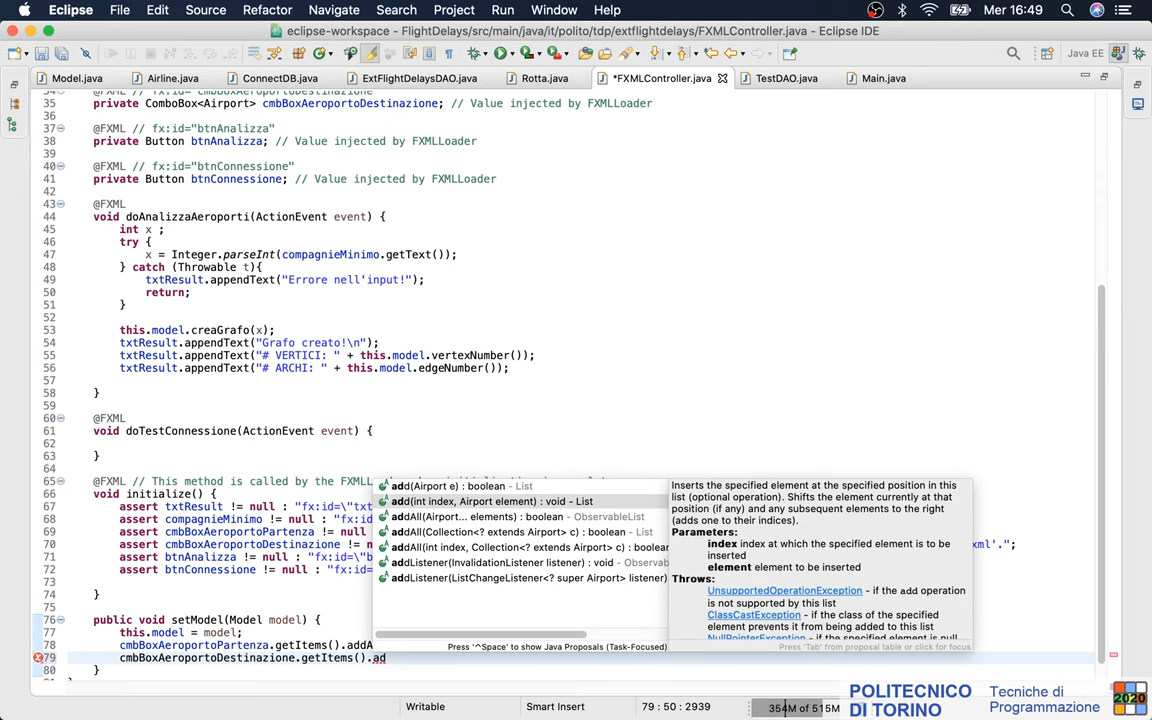 Eclipse File Edit Source Refactor Navigate Search Project Run Window Help Mer 16:49
eclipse-workspace - FlightDelays/src/main/java/it/polito/tdp/extflightdelays/FXMLController.java - Eclipse IDE
Java EE
Model.java Airline.java ConnectDB.java ExtFlightDelaysDAO.java Rotta.java *FXMLController.java TestDAO.java Main.java
34 @FXML // fx:id="cmbBoxAeroportoDestinazione"
35 private ComboBox<Airport> cmbBoxAeroportoDestinazione; // Value injected by FXMLLoader
36
37 @FXML // fx:id="btnAnalizza"
38 private Button btnAnalizza; // Value injected by FXMLLoader
39
40 @FXML // fx:id="btnConnessione"
41 private Button btnConnessione; // Value injected by FXMLLoader
42
43 @FXML
44 void doAnalizzaAeroporti(ActionEvent event) {
45 int x ;
46 try {
47 x = Integer.parseInt(compagnieMinimo.getText());
48 } catch (Throwable t){
49 txtResult.appendText("Errore nell'input!");
50 return;
51 }
52
53 this.model.creaGrafo(x);
54 txtResult.appendText("Grafo creato!\n");
55 txtResult.appendText("# VERTICI: " + this.model.vertexNumber());
56 txtResult.appendText("# ARCHI: " + this.model.edgeNumber());
57
58 }
59
60 @FXML
61 void doTestConnessione(ActionEvent event) {
62
63 }
64
65 @FXML // This method is called by the FXML
66 void initialize() {
67 assert txtResult != null : "fx:id=\"txt
68 assert compagnieMinimo != null : "fx:id
69 assert cmbBoxAeroportoPartenza != null
70 assert cmbBoxAeroportoDestinazione != n xml'.";
71 assert btnAnalizza != null : "fx:id=\"b
72 assert btnConnessione != null : "fx:id=
73
74 }
75
76 public void setModel(Model model) {
77 this.model = model;
78 cmbBoxAeroportoPartenza.getItems().addA
79 cmbBoxAeroportoDestinazione.getItems().ad
80 }
add(Airport e) : boolean - List
add(int index, Airport element) : void - List
addAll(Airport... elements) : boolean - ObservableList
addAll(Collection<? extends Airport> c) : boolean - List
addAll(int index, Collection<? extends Airport> c) : boolean
addListener(InvalidationListener listener) : void - Observab
addListener(ListChangeListener<? super Airport> listener)
Press '^Space' to show Java Proposals (Task-Focused)
Inserts the specified element at the specified position in this
list (optional operation). Shifts the element currently at that
position (if any) and any subsequent elements to the right
(adds one to their indices).
Parameters:
index index at which the specified element is to be
inserted
element element to be inserted
Throws:
UnsupportedOperationException - if the add operation
is not supported by this list
ClassCastException - if the class of the specified
element prevents it from being added to this list
NullPointerException - if the specified element is null
Press 'Tab' from proposal table or click for focus
Writable Smart Insert 79 : 50 : 2939 354M of 515M
POLITECNICO
DI TORINO
Tecniche di
Programmazione
2020